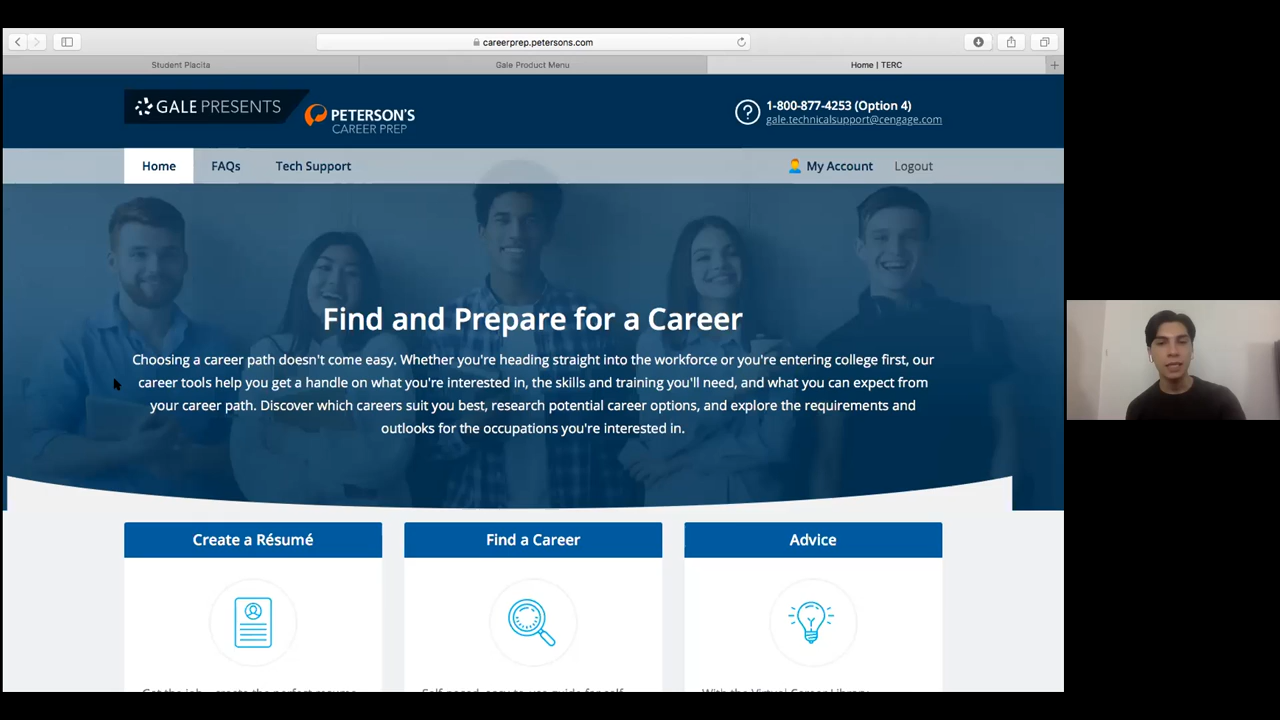 careerprep.petersons.com
Student Placita
Gale Product Menu
Home | TERC
GALE PRESENTS
PETERSON'S
CAREER PREP
1-800-877-4253 (Option 4)
gale.technicalsupport@cengage.com
Home
FAQs
Tech Support
My Account
Logout
Find and Prepare for a Career
Choosing a career path doesn't come easy. Whether you're heading straight into the workforce or you're entering college first, our
career tools help you get a handle on what you're interested in, the skills and training you'll need, and what you can expect from
your career path. Discover which careers suit you best, research potential career options, and explore the requirements and
outlooks for the occupations you're interested in.
Create a Résumé
Find a Career
Advice